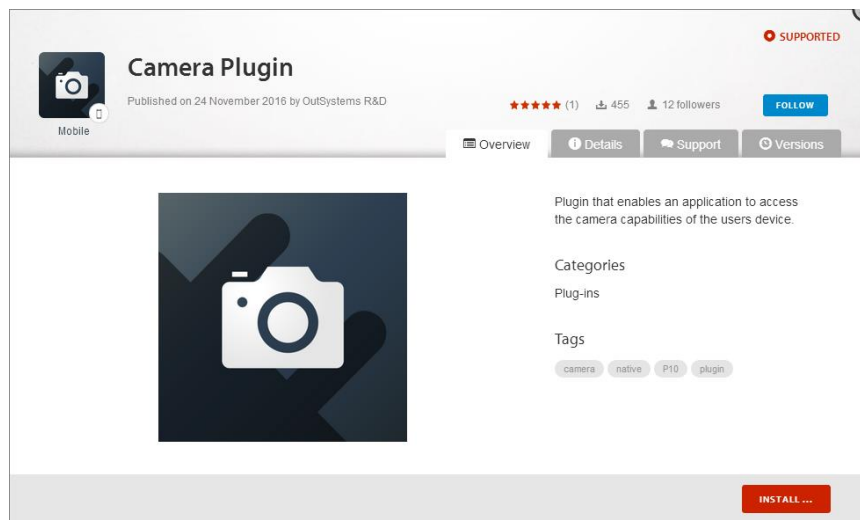 SUPPORTED
Camera Plugin
Published on 24 November 2016 by OutSystems R&D
(1) 455 12 followers FOLLOW
Mobile
Overview Details Support Versions
Plugin that enables an application to access
the camera capabilities of the users device.
Categories
Plug-ins
Tags
camera native P10 plugin
INSTALL ...